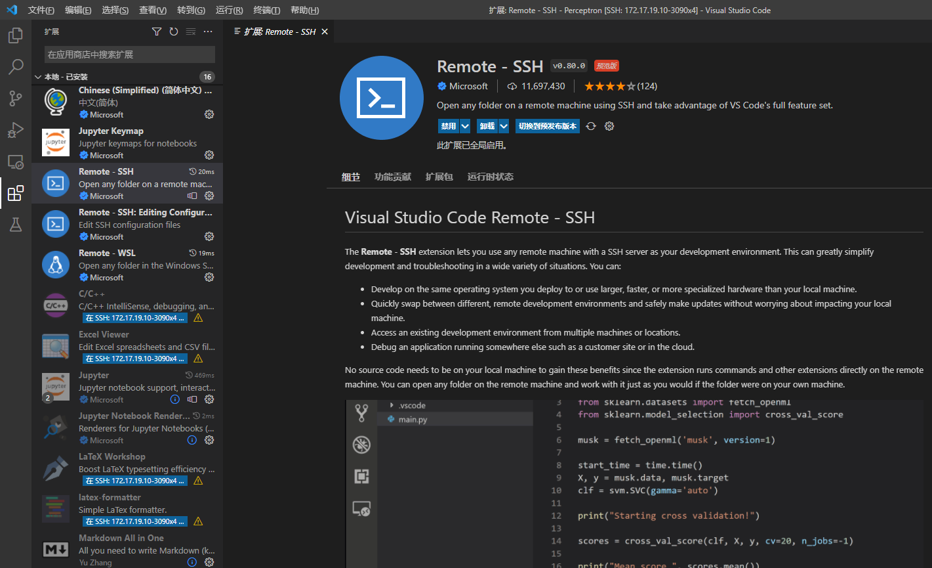 文件(F) 编辑(E) 选择(S) 查看(V) 转到(G) 运行(R) 终端(T) 帮助(H)
扩展: Remote - SSH - Perceptron [SSH: 172.17.19.10-3090x4] - Visual Studio Code
扩展
在应用商店中搜索扩展
本地 - 已安装 16
Chinese (Simplified) (简体中文) ...
中文(简体)
Microsoft
Jupyter Keymap
Jupyter keymaps for notebooks
Microsoft
Remote - SSH 20ms
Open any folder on a remote mac...
Microsoft
Remote - SSH: Editing Configur...
Edit SSH configuration files
Microsoft
Remote - WSL 19ms
Open any folder in the Windows S...
Microsoft
C/C++
C/C++ IntelliSense, debugging, an...
在 SSH: 172.17.19.10-3090x4 ...
Excel Viewer
Edit Excel spreadsheets and CSV fil...
在 SSH: 172.17.19.10-3090x4 ...
Jupyter 469ms
Jupyter notebook support, interact...
2
Microsoft
Jupyter Notebook Render... 2ms
Renderers for Jupyter Notebooks (...
Microsoft
LaTeX Workshop
Boost LaTeX typesetting efficiency ...
在 SSH: 172.17.19.10-3090x4 ...
latex-formatter
Simple LaTex formatter.
在 SSH: 172.17.19.10-3090x4 ...
Markdown All in One
All you need to write Markdown (k...
Yu Zhang
扩展: Remote - SSH
Remote - SSH v0.80.0 预览版
Microsoft 11,697,430 (124)
Open any folder on a remote machine using SSH and take advantage of VS Code's full feature set.
禁用 卸载 切换到预发布版本
此扩展已全局启用。
细节 功能贡献 扩展包 运行时状态
Visual Studio Code Remote - SSH
The Remote - SSH extension lets you use any remote machine with a SSH server as your development environment. This can greatly simplify
development and troubleshooting in a wide variety of situations. You can:
• Develop on the same operating system you deploy to or use larger, faster, or more specialized hardware than your local machine.
• Quickly swap between different, remote development environments and safely make updates without worrying about impacting your local
machine.
• Access an existing development environment from multiple machines or locations.
• Debug an application running somewhere else such as a customer site or in the cloud.
No source code needs to be on your local machine to gain these benefits since the extension runs commands and other extensions directly on the remote
machine. You can open any folder on the remote machine and work with it just as you would if the folder were on your own machine.
.vscode
main.py
3 from sklearn.datasets import fetch_openml
4 from sklearn.model_selection import cross_val_score
5
6 musk = fetch_openml('musk', version=1)
7
8 start_time = time.time()
9 X, y = musk.data, musk.target
10 clf = svm.SVC(gamma='auto')
11
12 print("Starting cross validation!")
13
14 scores = cross_val_score(clf, X, y, cv=20, n_jobs=-1)
15
16 print("Mean score ", scores.mean())